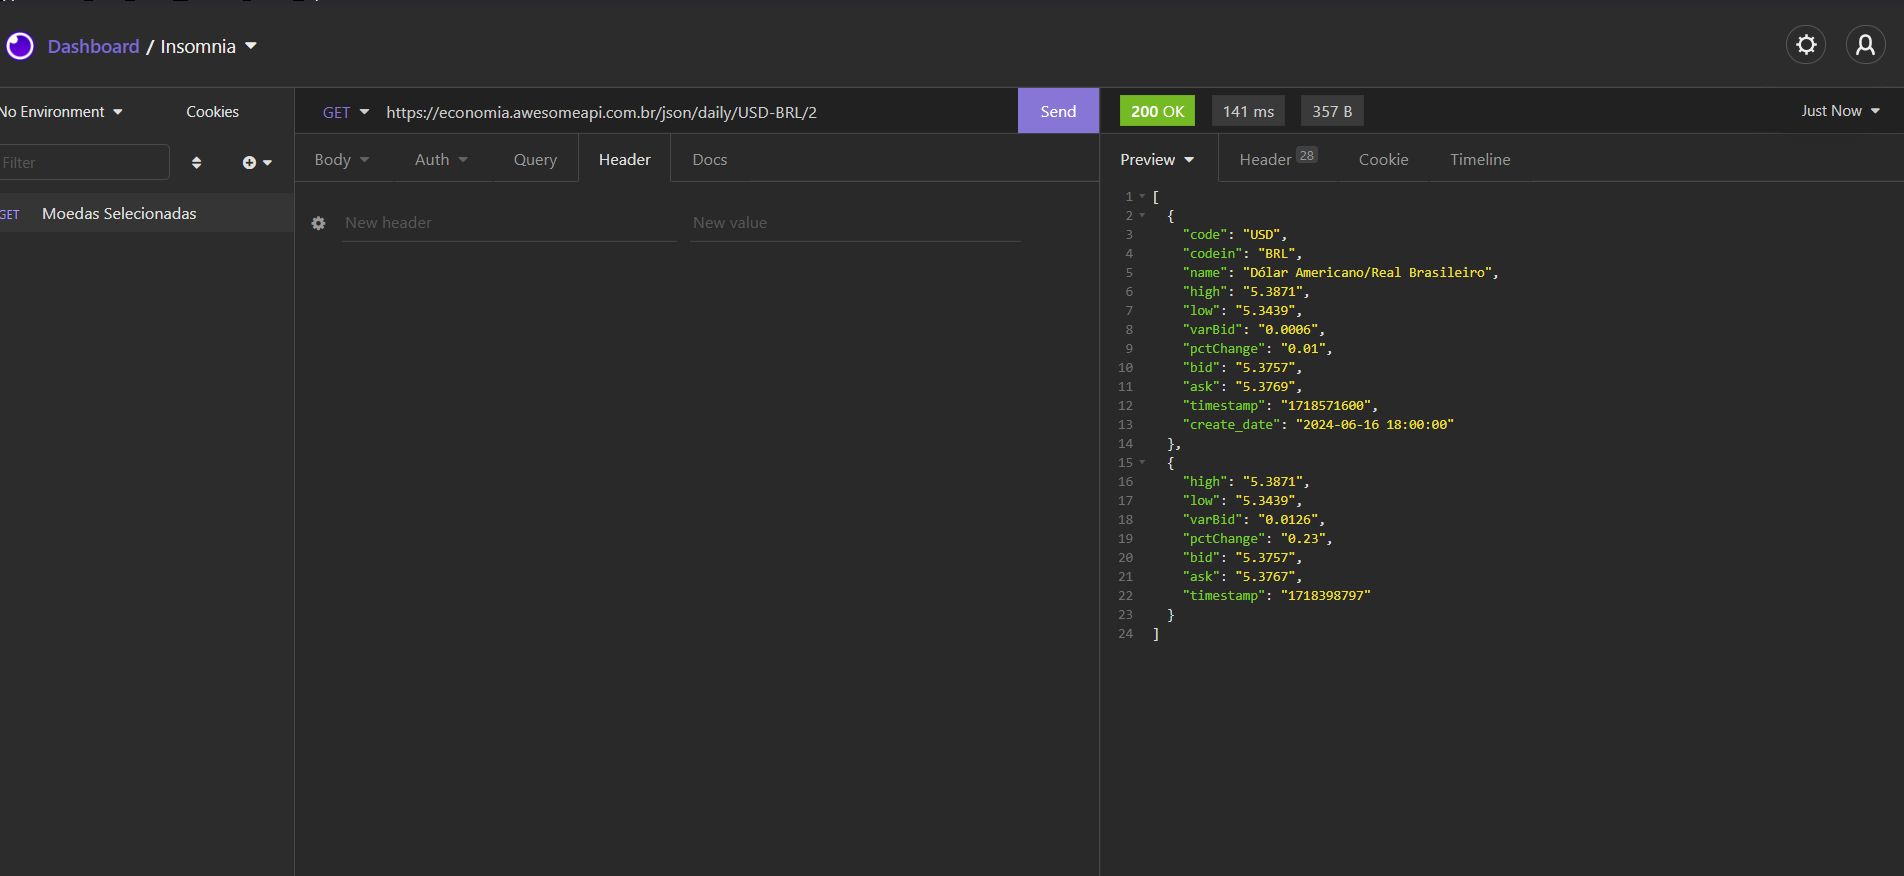 Dashboard / Insomnia
No Environment Cookies
GET https://economia.awesomeapi.com.br/json/daily/USD-BRL/2 Send
200 OK 141 ms 357 B Just Now
Filter
Body Auth Query Header Docs
Preview Header 28 Cookie Timeline
GET Moedas Selecionadas
New header New value
1 [
2 {
3 "code": "USD",
4 "codein": "BRL",
5 "name": "Dólar Americano/Real Brasileiro",
6 "high": "5.3871",
7 "low": "5.3439",
8 "varBid": "0.0006",
9 "pctChange": "0.01",
10 "bid": "5.3757",
11 "ask": "5.3769",
12 "timestamp": "1718571600",
13 "create_date": "2024-06-16 18:00:00"
14 },
15 {
16 "high": "5.3871",
17 "low": "5.3439",
18 "varBid": "0.0126",
19 "pctChange": "0.23",
20 "bid": "5.3757",
21 "ask": "5.3767",
22 "timestamp": "1718398797"
23 }
24 ]